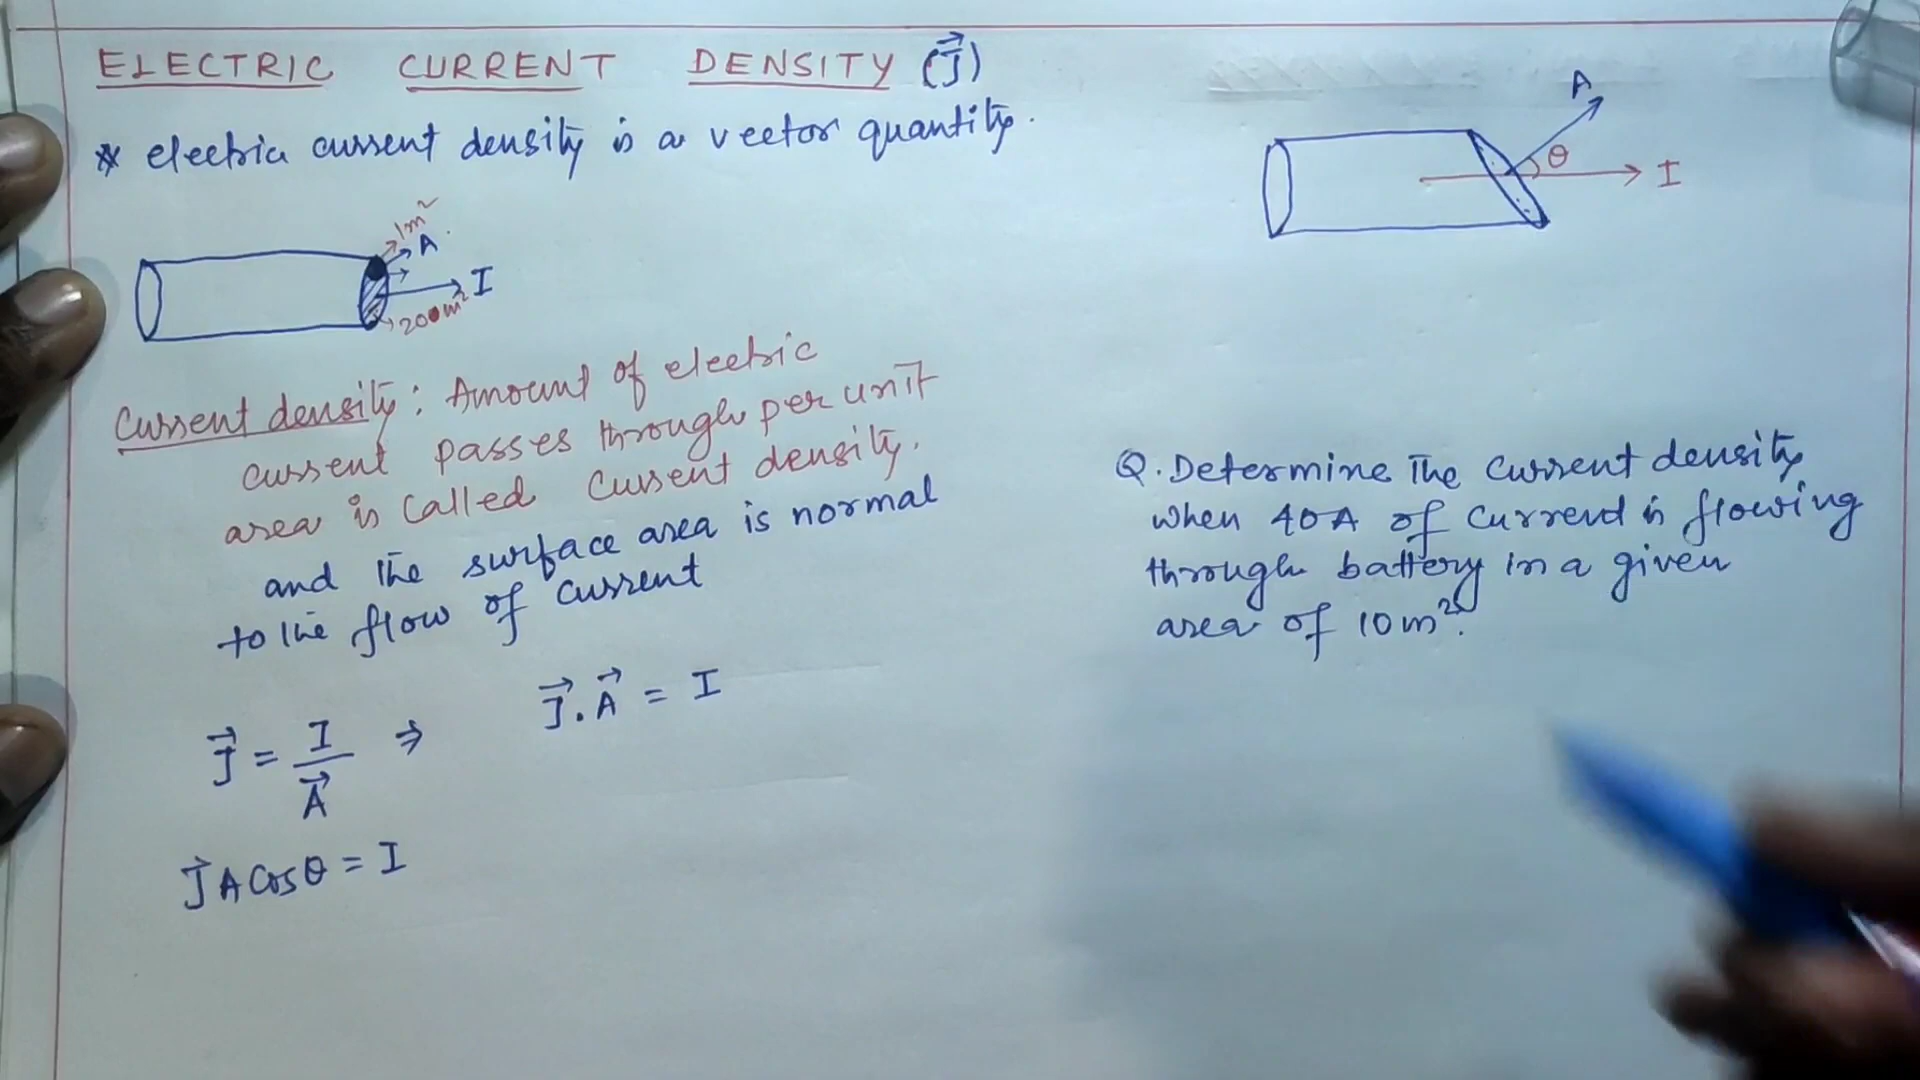 ELECTRIC CURRENT DENSITY (J⃗)
* electric current density is a vector quantity.
1m²
A
I
200m²
Current density: Amount of electric
current passes through per unit
area is called Current density.
and the surface area is normal
to the flow of current
J⃗ = I/A⃗ ⇒ J⃗.A⃗ = I
J⃗ A Cosθ = I
A
θ
I
Q. Determine the current density
when 40A of current is flowing
through battery in a given
area of 10m².